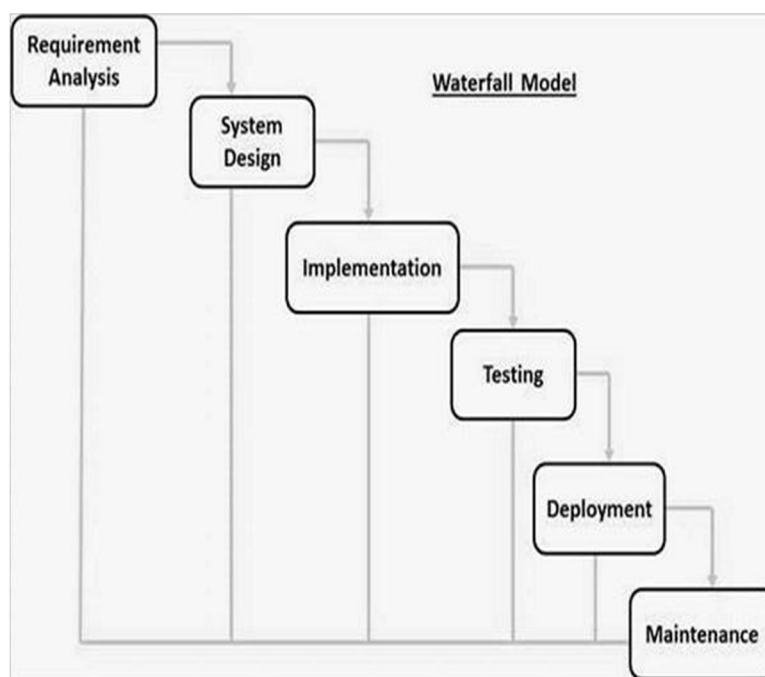 Requirement
Analysis
Waterfall Model
System
Design
Implementation
Testing
Deployment
Maintenance